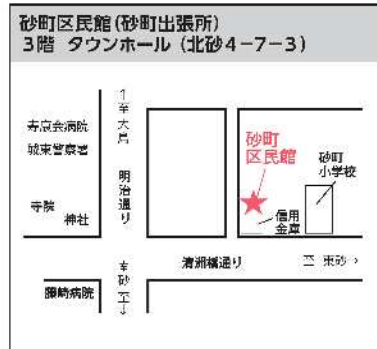 砂町区民館(砂町出張所)
3階 タウンホール (北砂4-7-3)
↑至大島
寿康会病院
城東警察署
明治通り
寺院
神社
砂町
区民館
砂町
小学校
信用
金庫
清洲橋通り
至 東砂→
藤崎病院
南砂至↓